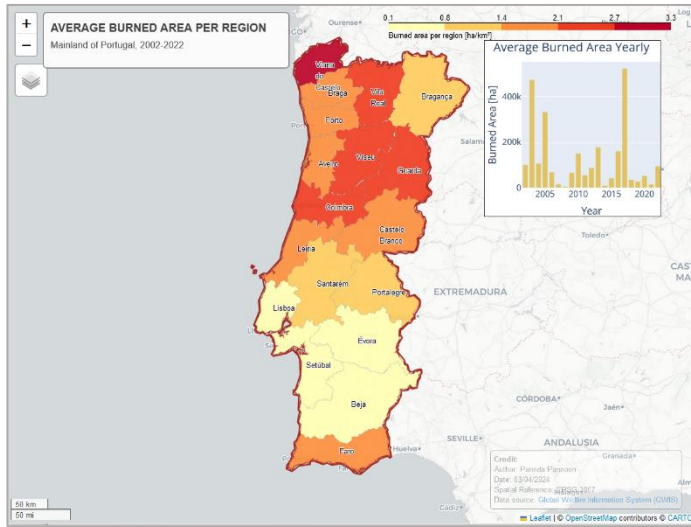 +
−
AVERAGE BURNED AREA PER REGION
Mainland of Portugal, 2002-2022
Ourense
0.1 0.8 1.4 2.1 2.7 3.3
Burned area per region [ha/km²]
Average Burned Area Yearly
Burned Area [ha]
400k
200k
0
2005 2010 2015 2020
Year
Viana
do
Castelo
Braga
Vila
Real
Bragança
Porto
Aveiro
Viseu
Guarda
Coimbra
Castelo
Branco
Leiria
Santarém
Portalegre
Lisboa
Évora
Setúbal
Beja
Faro
Toledo
EXTREMADURA
CÓRDOBA
Jaén
SEVILLE
ANDALUSIA
Huelva
Granada
Cádiz
Credit:
Date: 03/04/2024
Data source: Global Wildfire Information System (GWIS)
50 km
50 mi
Leaflet | © OpenStreetMap contributors © CARTO